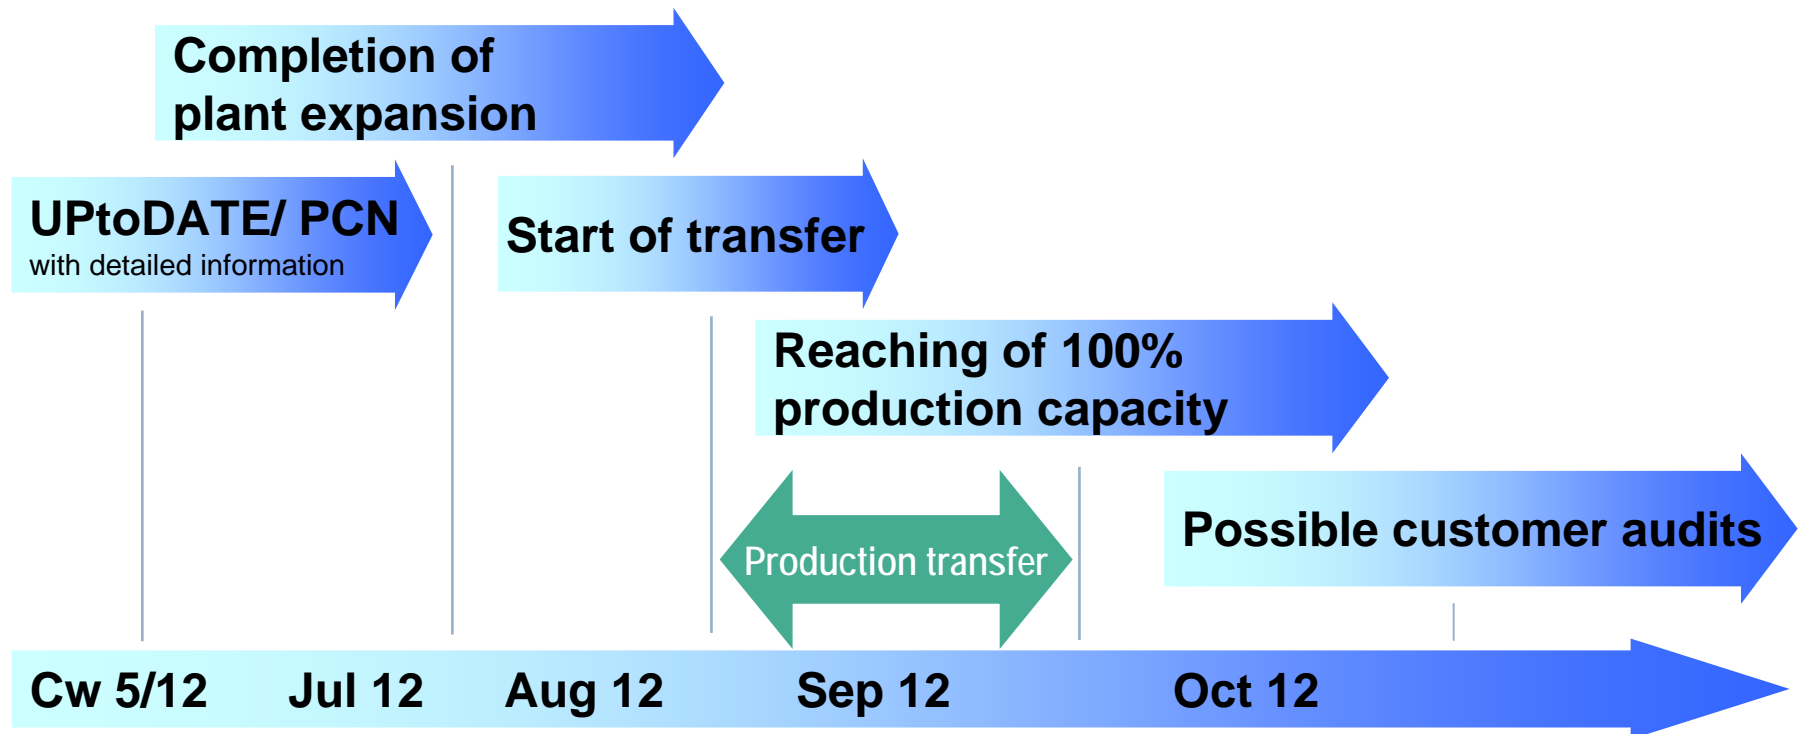 Completion of
plant expansion
UPtoDATE/ PCN
with detailed information
Start of transfer
Reaching of 100%
production capacity
Production transfer
Possible customer audits
Cw 5/12 Jul 12 Aug 12 Sep 12 Oct 12